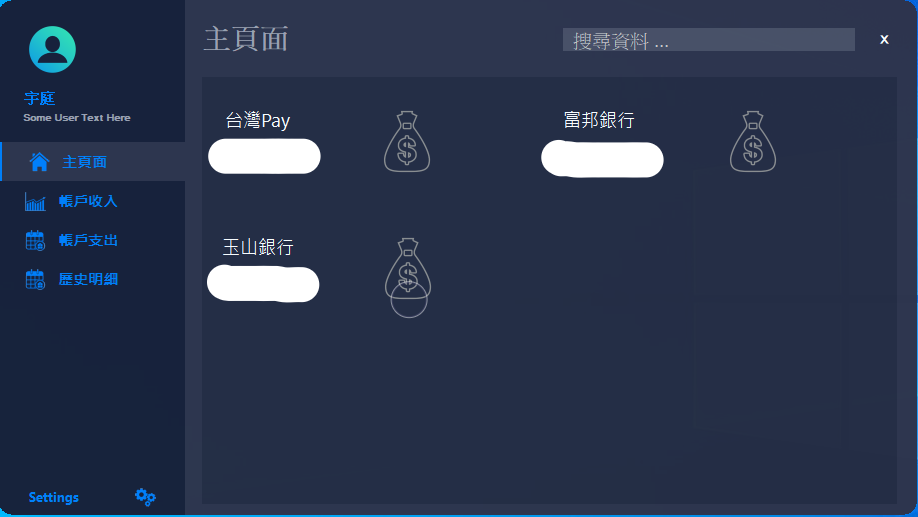 宇庭
Some User Text Here
主頁面
帳戶收入
帳戶支出
歷史明細
Settings
主頁面
搜尋資料 ...
X
台灣Pay
富邦銀行
玉山銀行